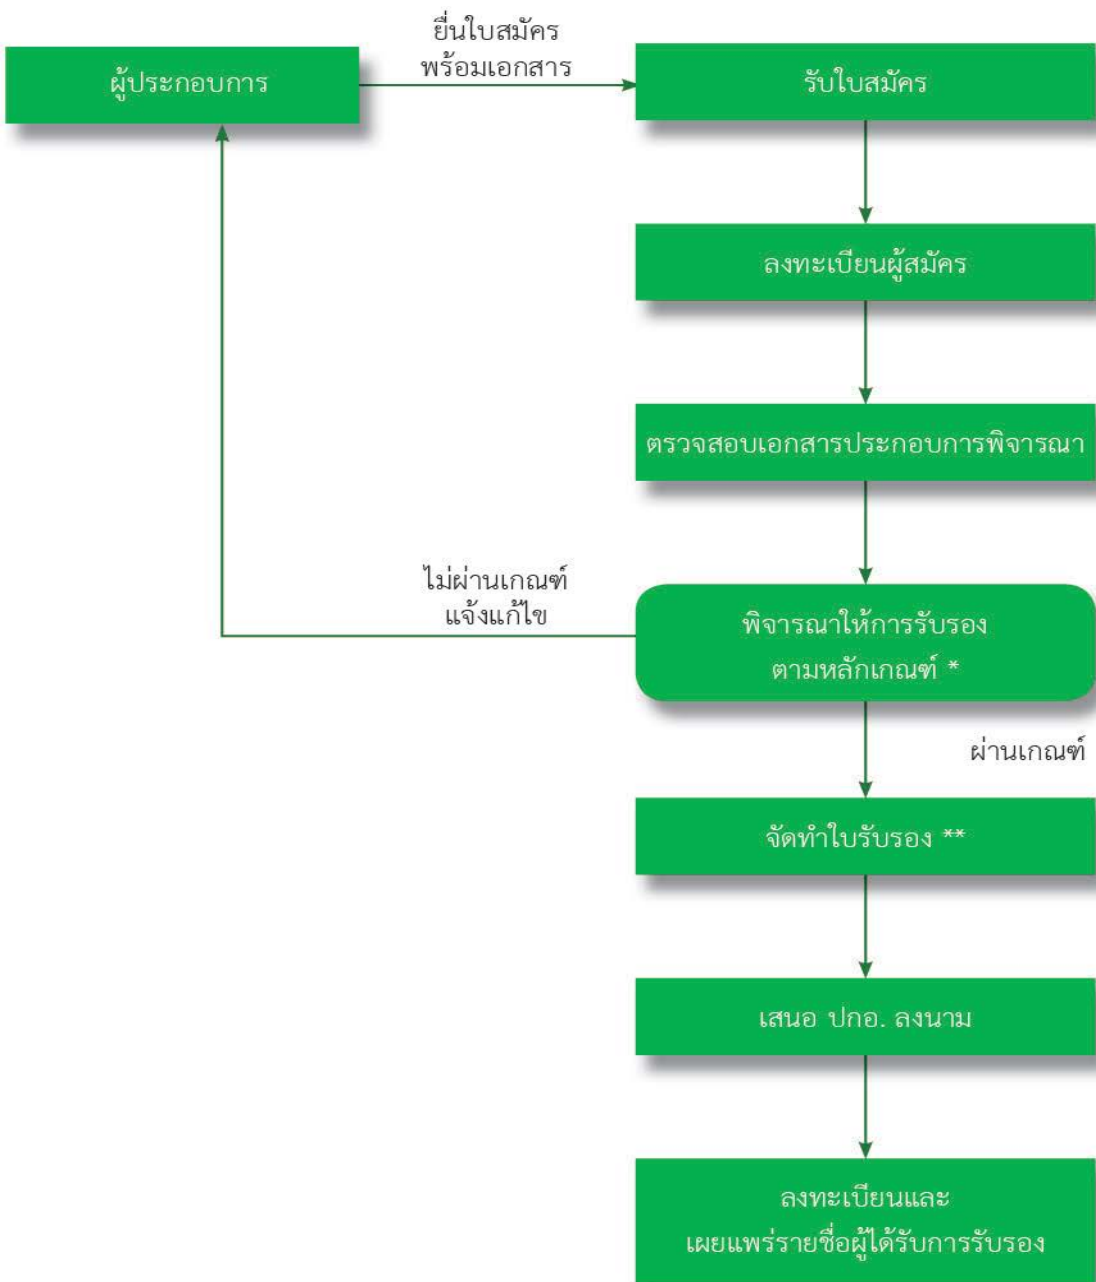 ยื่นใบสมัคร
พร้อมเอกสาร
ผู้ประกอบการ
รับใบสมัคร
ลงทะเบียนผู้สมัคร
ตรวจสอบเอกสารประกอบการพิจารณา
ไม่ผ่านเกณฑ์
แจ้งแก้ไข
พิจารณาให้การรับรอง
ตามหลักเกณฑ์ *
ผ่านเกณฑ์
จัดทำใบรับรอง **
เสนอ ปกอ. ลงนาม
ลงทะเบียนและ
เผยแพร่รายชื่อผู้ได้รับการรับรอง